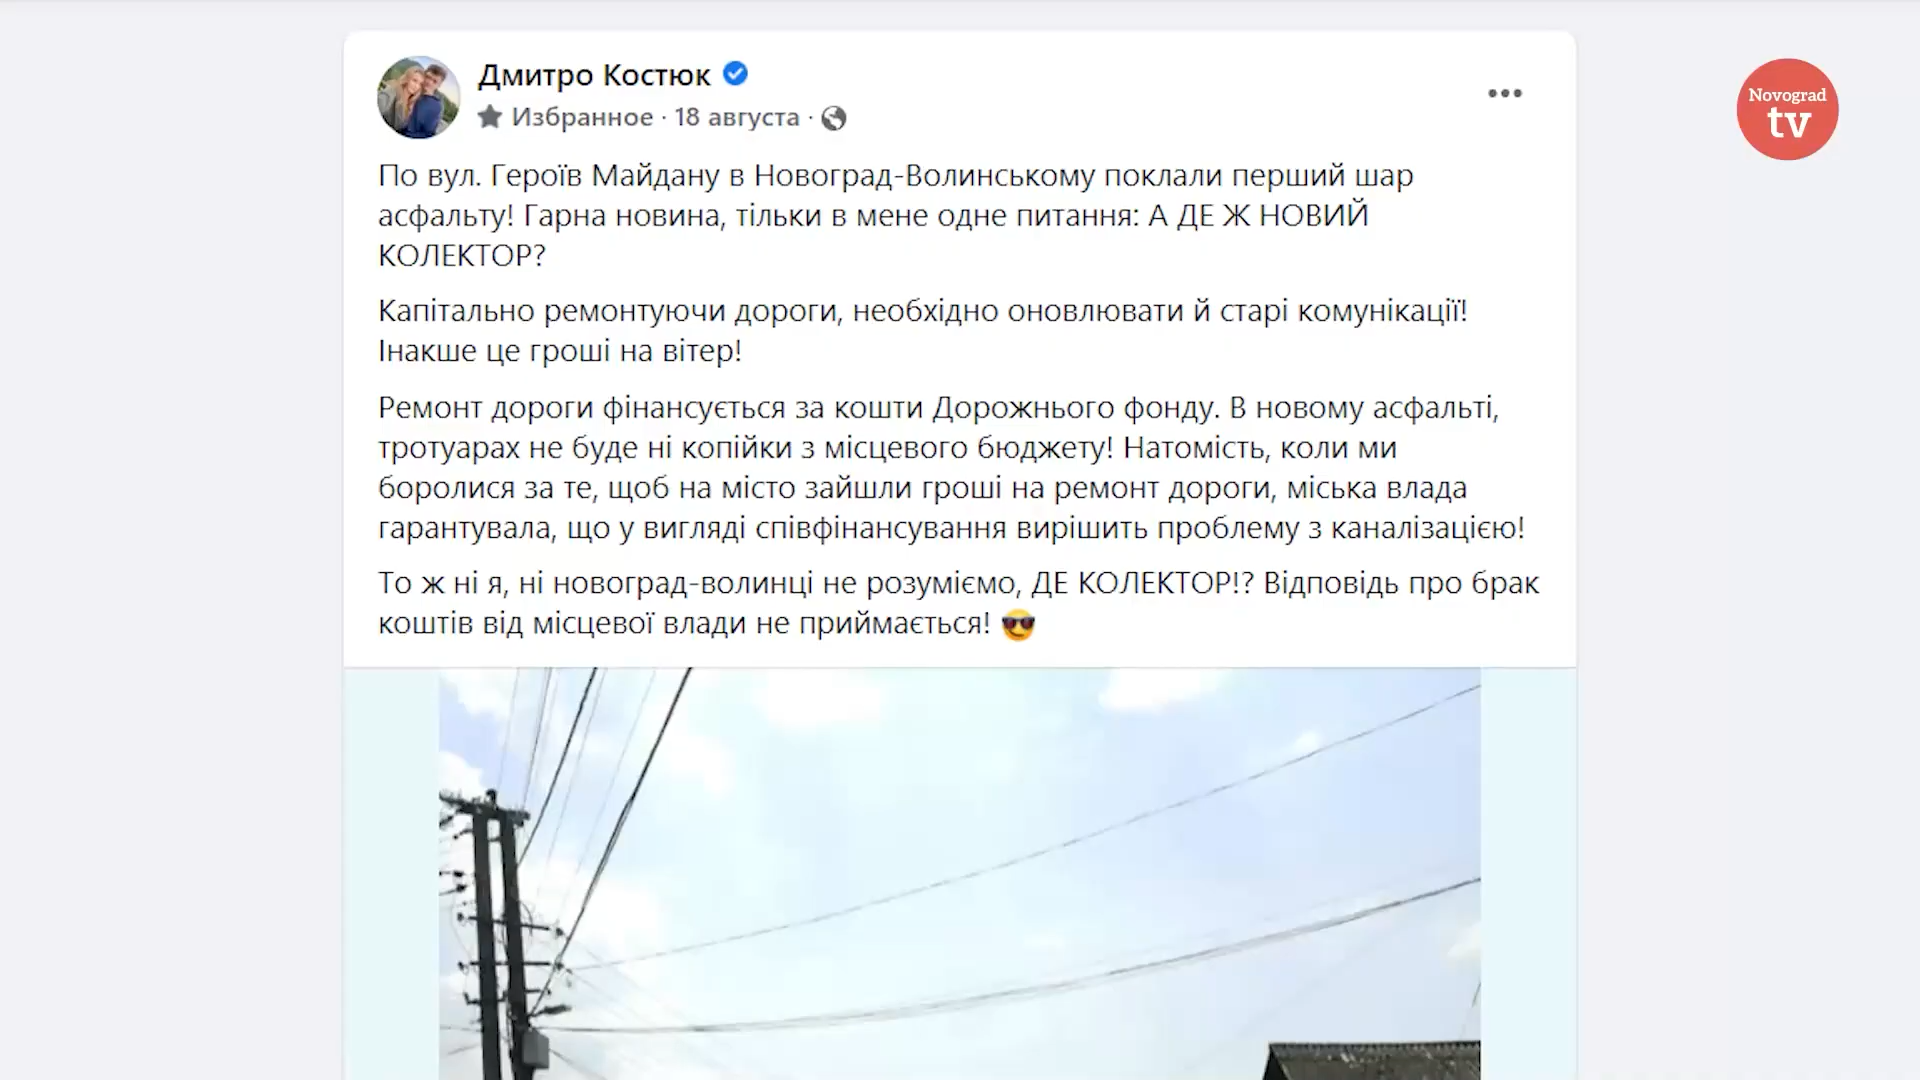 Дмитро Костюк
Избранное · 18 августа ·
Novograd
tv
По вул. Героїв Майдану в Новоград-Волинському поклали перший шар
асфальту! Гарна новина, тільки в мене одне питання: А ДЕ Ж НОВИЙ
КОЛЕКТОР?
Капітально ремонтуючи дороги, необхідно оновлювати й старі комунікації!
Інакше це гроші на вітер!
Ремонт дороги фінансується за кошти Дорожнього фонду. В новому асфальті,
тротуарах не буде ні копійки з місцевого бюджету! Натомість, коли ми
боролися за те, щоб на місто зайшли гроші на ремонт дороги, міська влада
гарантувала, що у вигляді співфінансування вирішить проблему з каналізацією!
То ж ні я, ні новоград-волинці не розуміємо, ДЕ КОЛЕКТОР!? Відповідь про брак
коштів від місцевої влади не приймається! 😎